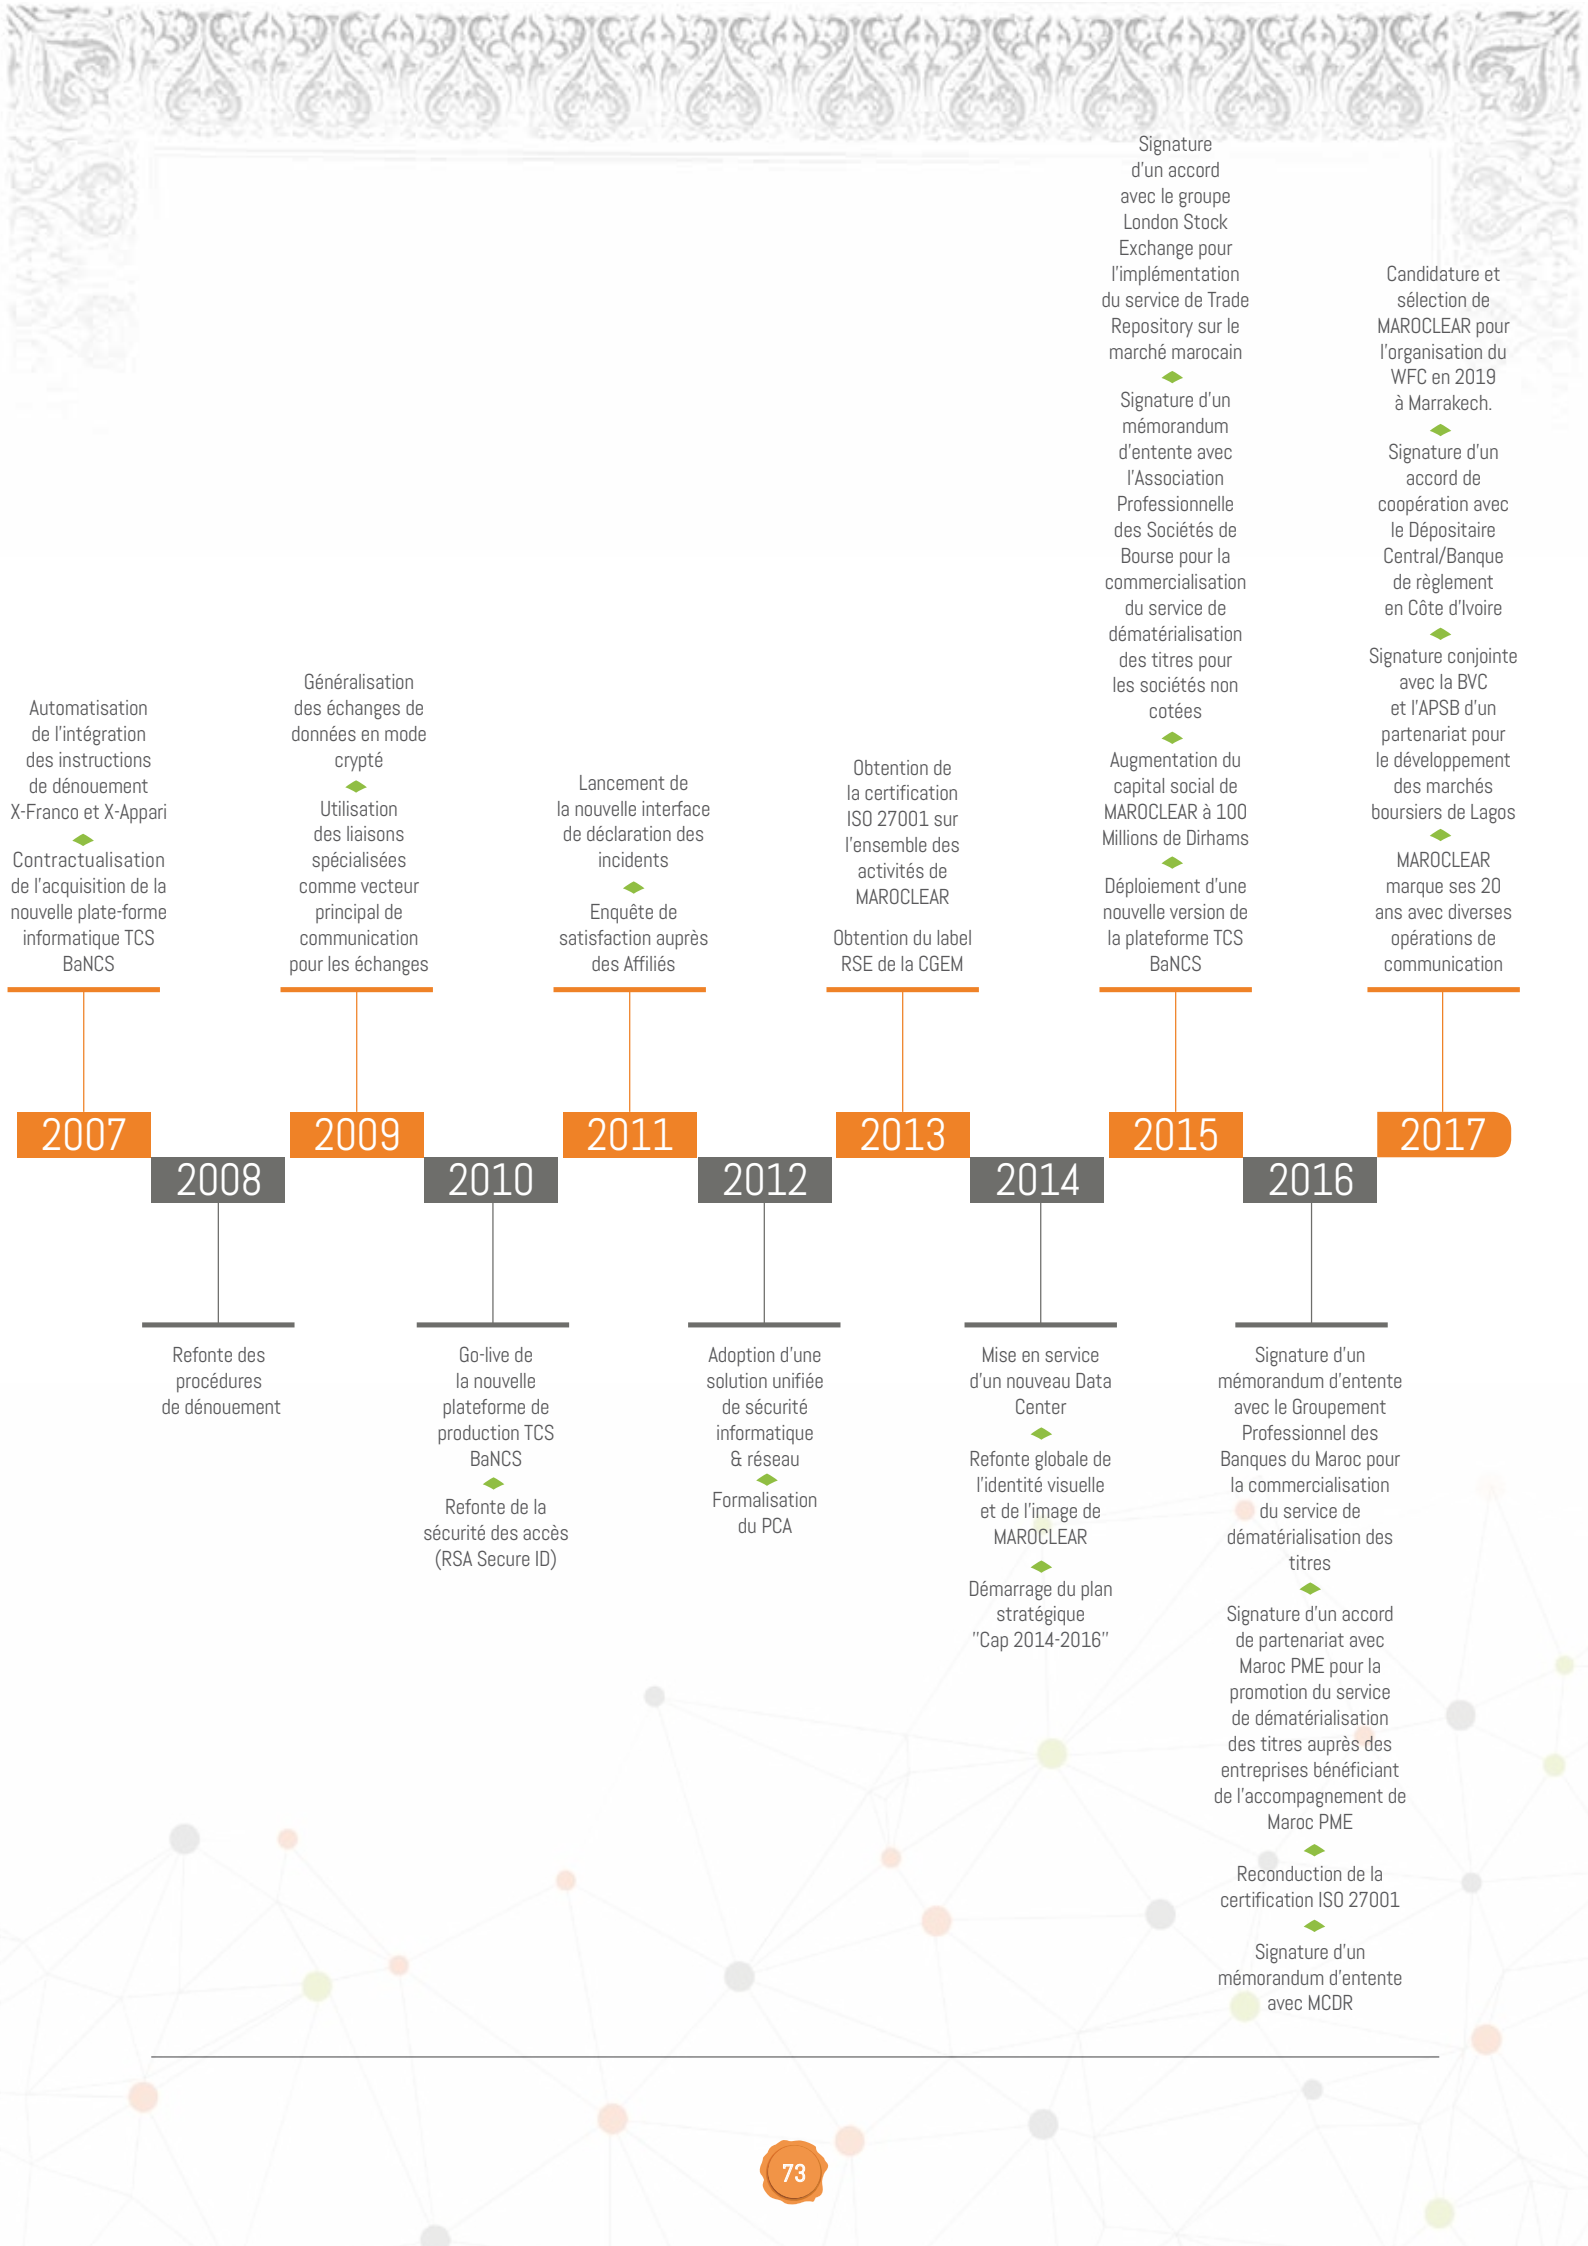 Automatisation
de l'intégration
des instructions
de dénouement
X-Franco et X-Appari
Contractualisation
de l'acquisition de la
nouvelle plate-forme
informatique TCS
BaNCS
2007
2008
Refonte des
procédures
de dénouement
Généralisation
des échanges de
données en mode
crypté
Utilisation
des liaisons
spécialisées
comme vecteur
principal de
communication
pour les échanges
2009
2010
Go-live de
la nouvelle
plateforme de
production TCS
BaNCS
Refonte de la
sécurité des accès
(RSA Secure ID)
Lancement de
la nouvelle interface
de déclaration des
incidents
Enquête de
satisfaction auprès
des Affiliés
2011
2012
Adoption d'une
solution unifiée
de sécurité
informatique
& réseau
Formalisation
du PCA
Obtention de
la certification
ISO 27001 sur
l'ensemble des
activités de
MAROCLEAR
Obtention du label
RSE de la CGEM
2013
2014
Mise en service
d'un nouveau Data
Center
Refonte globale de
l'identité visuelle
et de l'image de
MAROCLEAR
Démarrage du plan
stratégique
"Cap 2014-2016"
Signature
d'un accord
avec le groupe
London Stock
Exchange pour
l'implémentation
du service de Trade
Repository sur le
marché marocain
Signature d'un
mémorandum
d'entente avec
l'Association
Professionnelle
des Sociétés de
Bourse pour la
commercialisation
du service de
dématérialisation
des titres pour
les sociétés non
cotées
Augmentation du
capital social de
MAROCLEAR à 100
Millions de Dirhams
Déploiement d'une
nouvelle version de
la plateforme TCS
BaNCS
2015
2016
Signature d'un
mémorandum d'entente
avec le Groupement
Professionnel des
Banques du Maroc pour
la commercialisation
du service de
dématérialisation des
titres
Signature d'un accord
de partenariat avec
Maroc PME pour la
promotion du service
de dématérialisation
des titres auprès des
entreprises bénéficiant
de l'accompagnement de
Maroc PME
Reconduction de la
certification ISO 27001
Signature d'un
mémorandum d'entente
avec MCDR
Candidature et
sélection de
MAROCLEAR pour
l'organisation du
WFC en 2019
à Marrakech.
Signature d'un
accord de
coopération avec
le Dépositaire
Central/Banque
de règlement
en Côte d'Ivoire
Signature conjointe
avec la BVC
et l'APSB d'un
partenariat pour
le développement
des marchés
boursiers de Lagos
MAROCLEAR
marque ses 20
ans avec diverses
opérations de
communication
2017
73